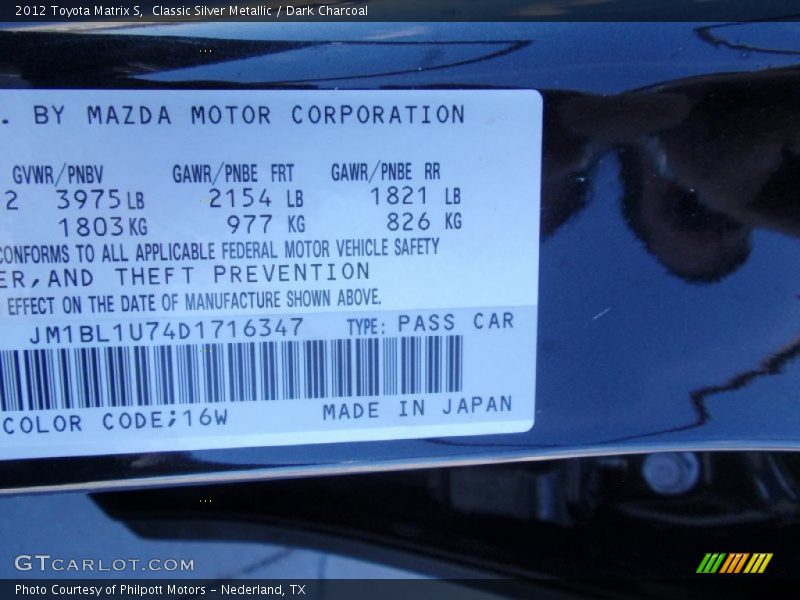 2012 Toyota Matrix S, Classic Silver Metallic / Dark Charcoal
. BY MAZDA MOTOR CORPORATION
GVWR/PNBV GAWR/PNBE FRT GAWR/PNBE RR
2 3975 LB 2154 LB 1821 LB
1803 KG 977 KG 826 KG
CONFORMS TO ALL APPLICABLE FEDERAL MOTOR VEHICLE SAFETY
ER, AND THEFT PREVENTION
EFFECT ON THE DATE OF MANUFACTURE SHOWN ABOVE.
JM1BL1U74D1716347 TYPE: PASS CAR
COLOR CODE;16W MADE IN JAPAN
GTCARLOT.COM
Photo Courtesy of Philpott Motors - Nederland, TX